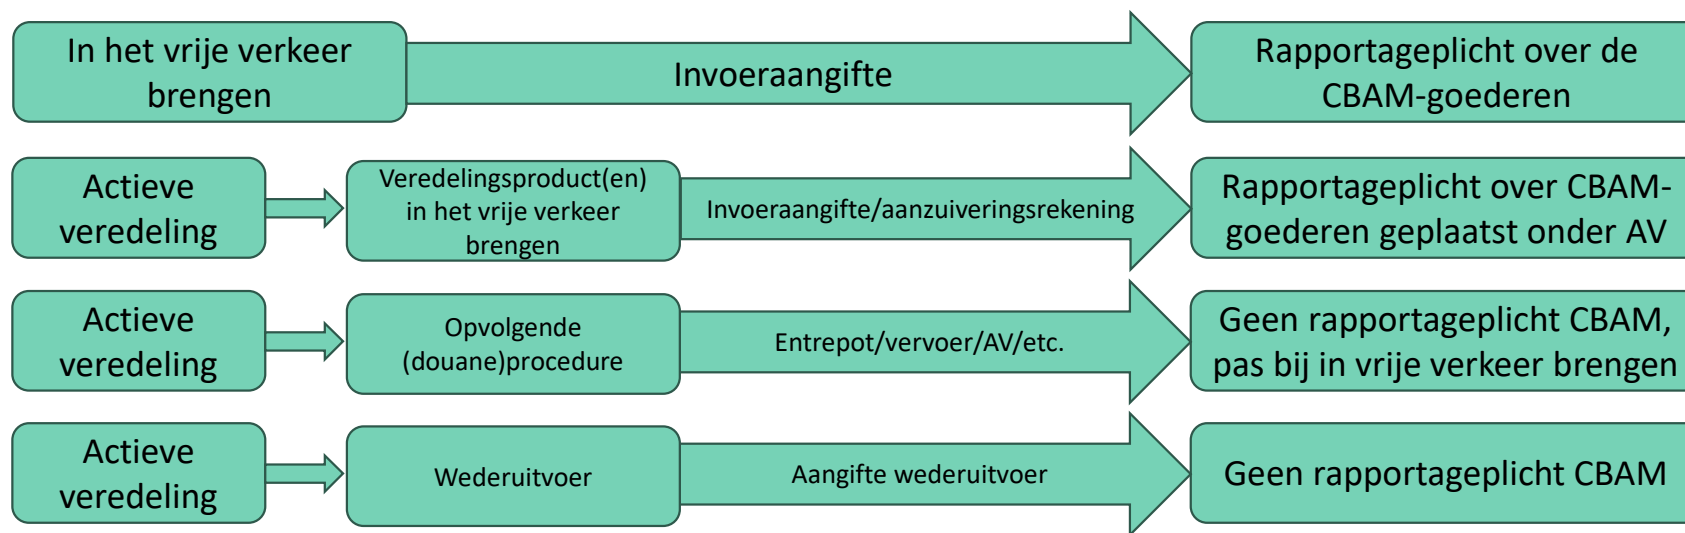 In het vrije verkeer
brengen
Invoeraangifte
Rapportageplicht over de
CBAM-goederen
Actieve
veredeling
Veredelingsproduct(en)
in het vrije verkeer
brengen
Invoeraangifte/aanzuiveringsrekening
Rapportageplicht over CBAM-
goederen geplaatst onder AV
Actieve
veredeling
Opvolgende
(douane)procedure
Entrepot/vervoer/AV/etc.
Geen rapportageplicht CBAM,
pas bij in vrije verkeer brengen
Actieve
veredeling
Wederuitvoer
Aangifte wederuitvoer
Geen rapportageplicht CBAM